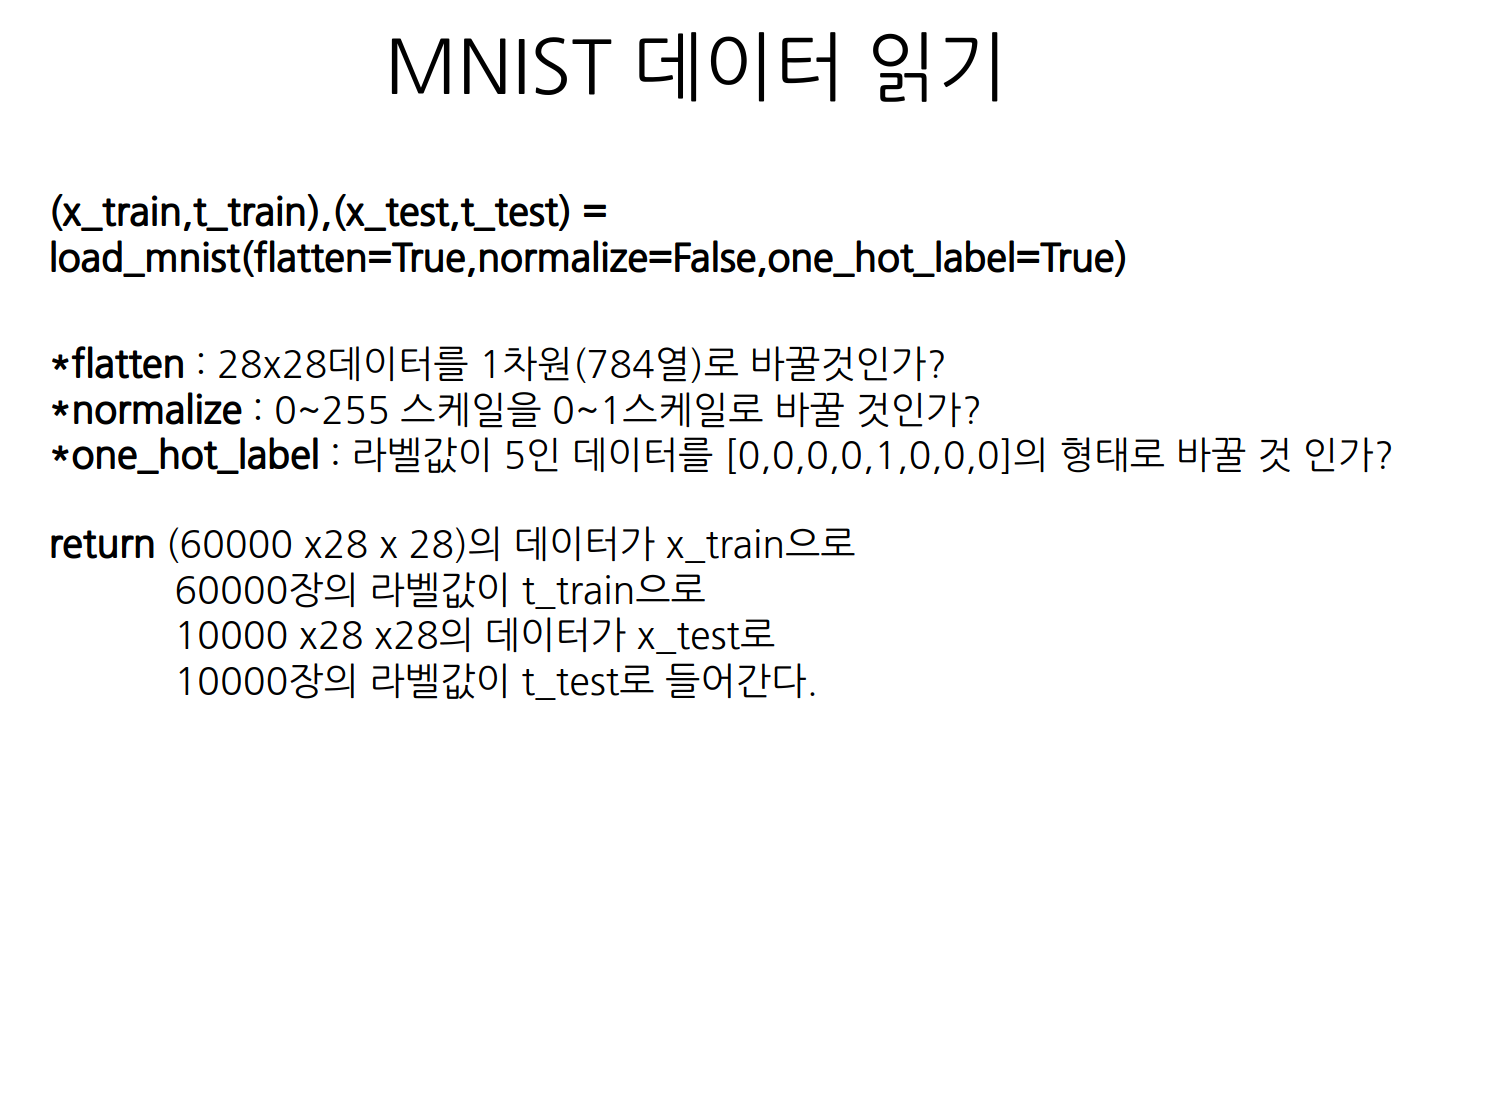 MNIST 데이터 읽기
(x_train,t_train),(x_test,t_test) =
load_mnist(flatten=True,normalize=False,one_hot_label=True)
*flatten : 28x28데이터를 1차원(784열)로 바꿀것인가?
*normalize : 0~255 스케일을 0~1스케일로 바꿀 것인가?
*one_hot_label : 라벨값이 5인 데이터를 [0,0,0,0,1,0,0,0]의 형태로 바꿀 것 인가?
return (60000 x28 x 28)의 데이터가 x_train으로
60000장의 라벨값이 t_train으로
10000 x28 x28의 데이터가 x_test로
10000장의 라벨값이 t_test로 들어간다.